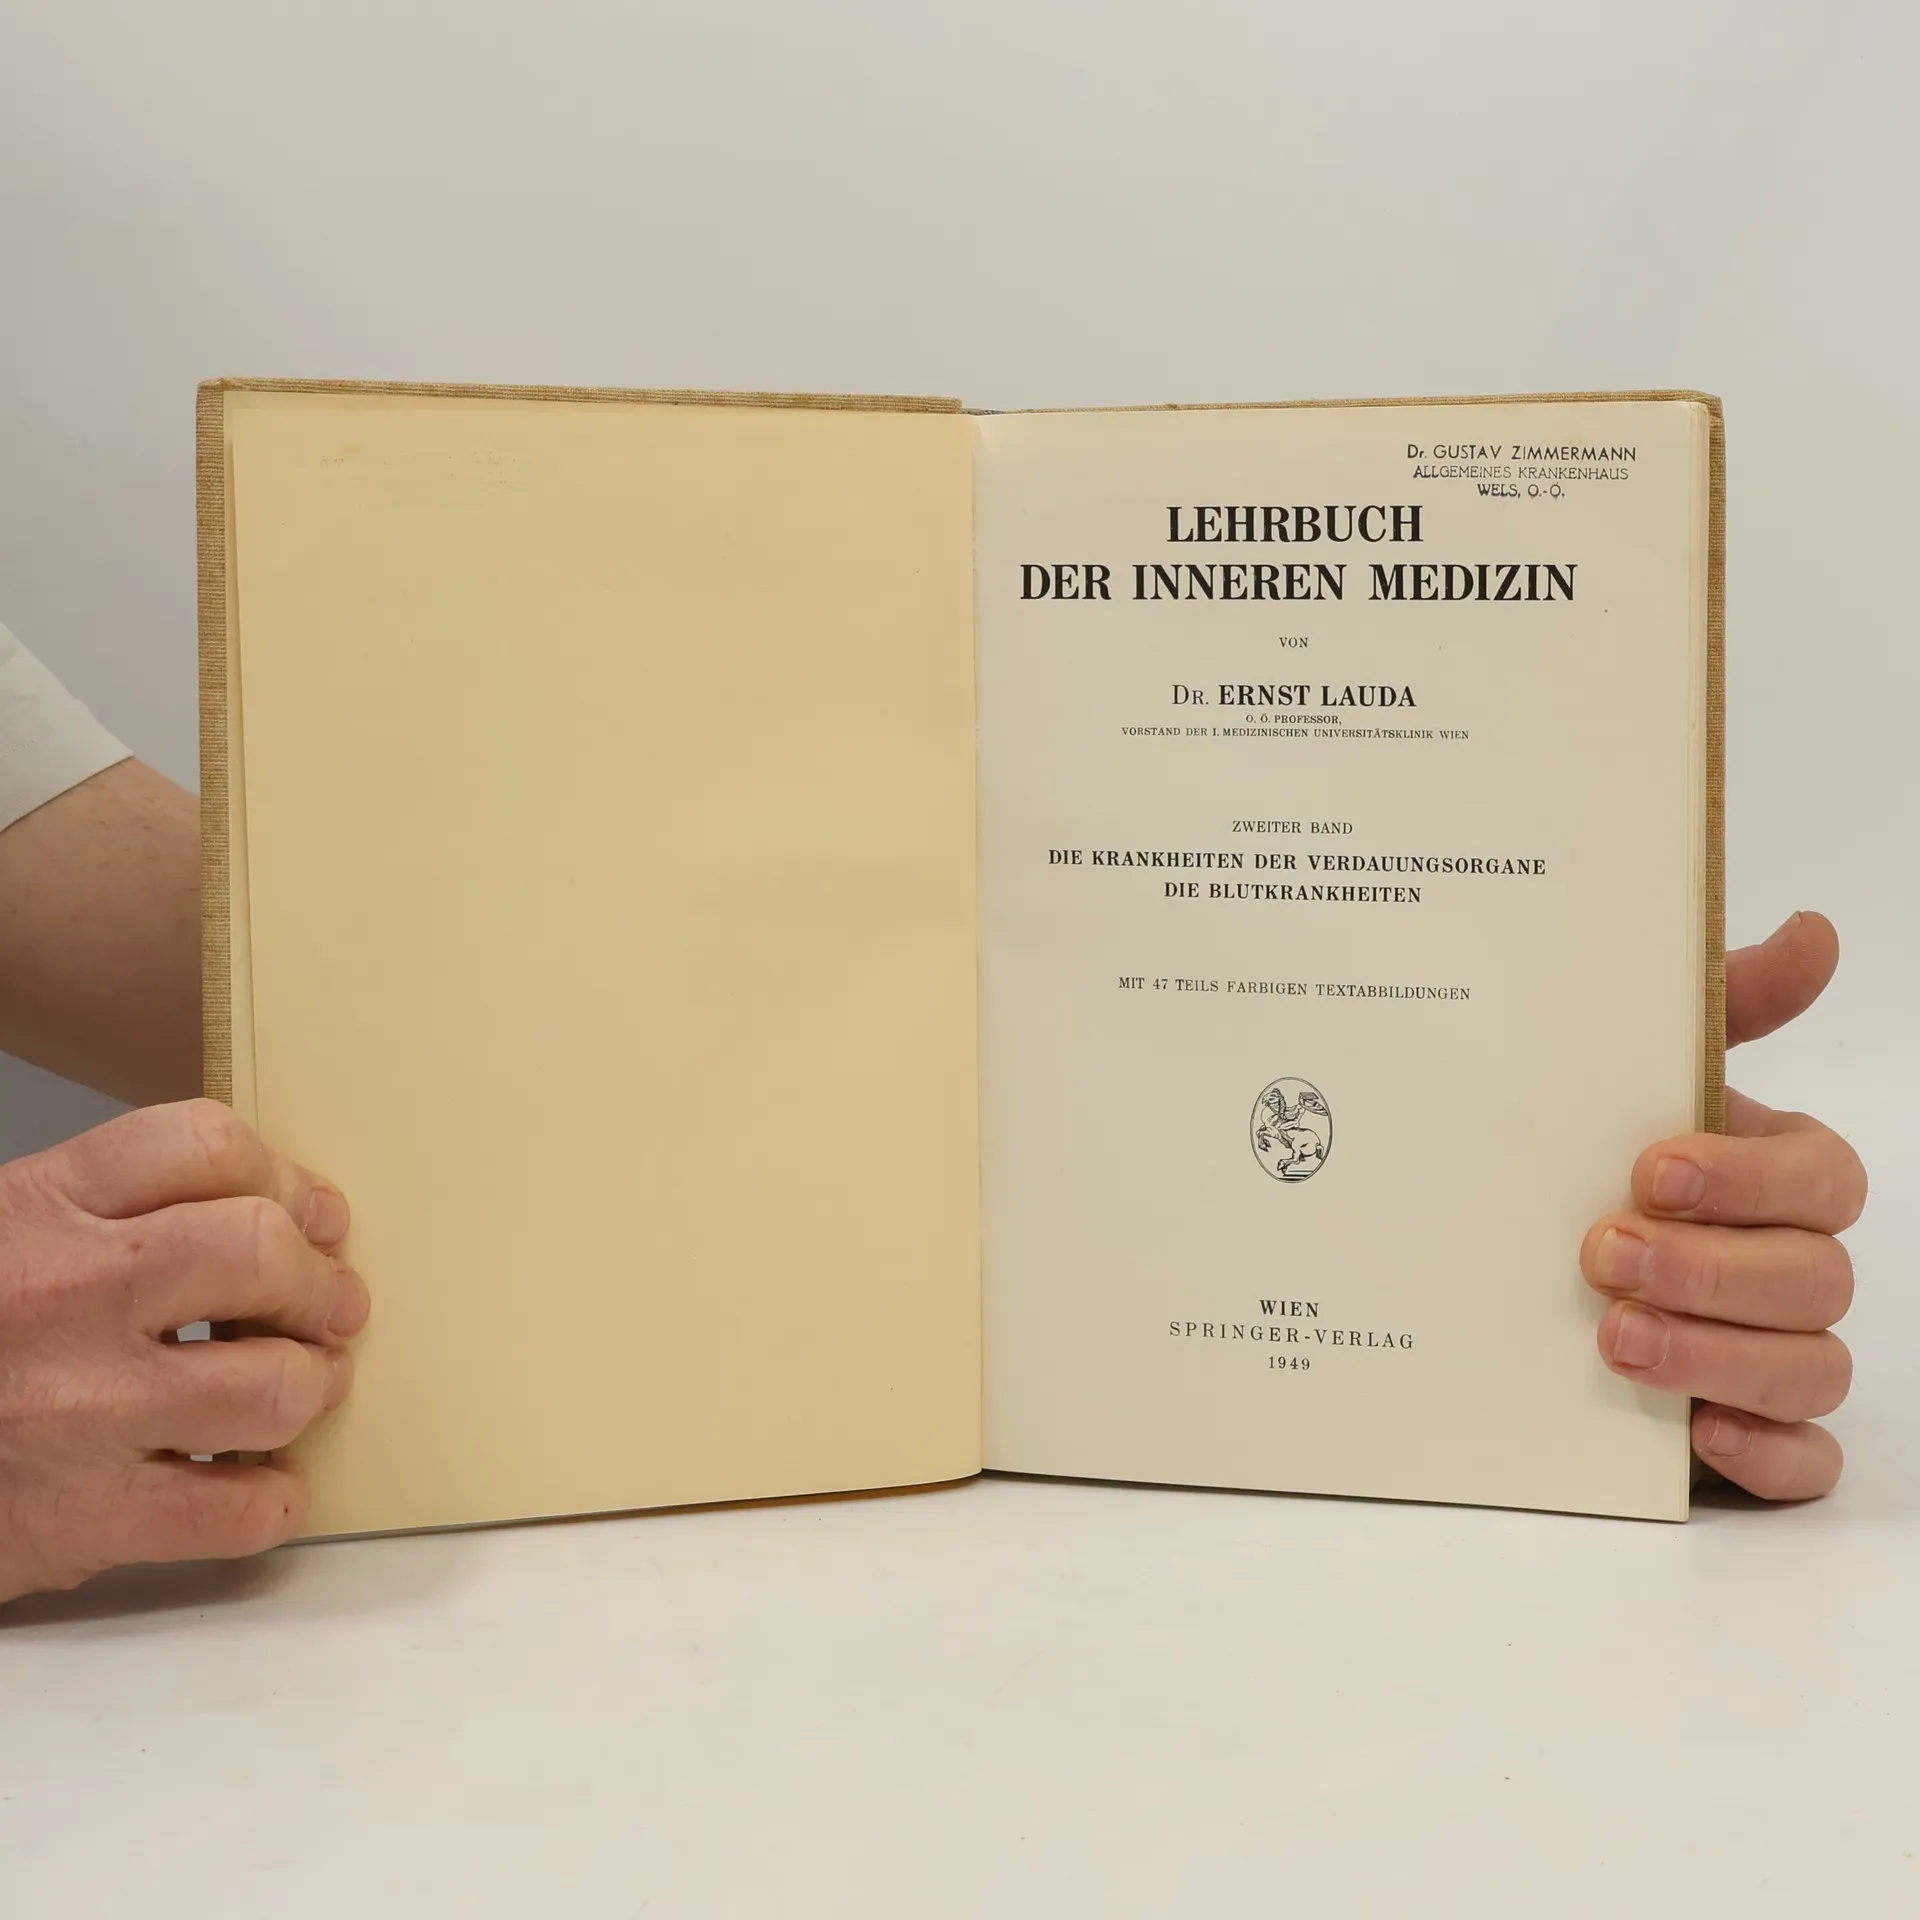 Dr. GUSTAV ZIMMERMANN
ALLGEMEINES KRANKENHAUS
WELS, O.-Ö.
LEHRBUCH
DER INNEREN MEDIZIN
VON
DR. ERNST LAUDA
O. Ö. PROFESSOR,
VORSTAND DER I. MEDIZINISCHEN UNIVERSITÄTSKLINIK WIEN
ZWEITER BAND
DIE KRANKHEITEN DER VERDAUUNGSORGANE
DIE BLUTKRANKHEITEN
MIT 47 TEILS FARBIGEN TEXTABBILDUNGEN
WIEN
SPRINGER-VERLAG
1949